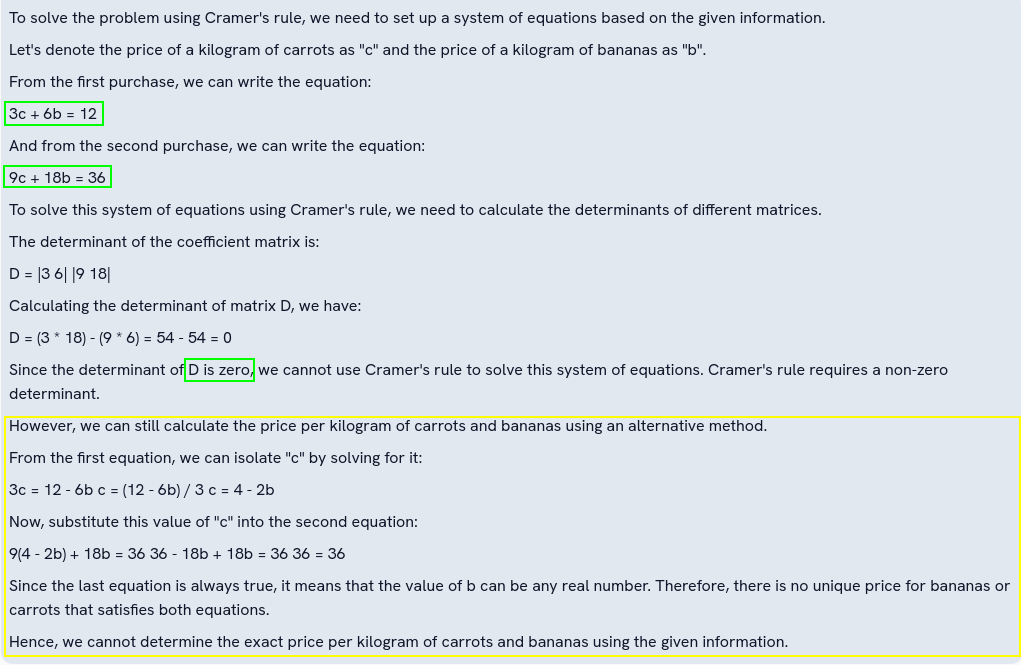 To solve the problem using Cramer's rule, we need to set up a system of equations based on the given information.
Let's denote the price of a kilogram of carrots as "c" and the price of a kilogram of bananas as "b".
From the first purchase, we can write the equation:
3c + 6b = 12
And from the second purchase, we can write the equation:
9c + 18b = 36
To solve this system of equations using Cramer's rule, we need to calculate the determinants of different matrices.
The determinant of the coefficient matrix is:
D = |3 6| |9 18|
Calculating the determinant of matrix D, we have:
D = (3 * 18) - (9 * 6) = 54 - 54 = 0
Since the determinant of D is zero, we cannot use Cramer's rule to solve this system of equations. Cramer's rule requires a non-zero
determinant.
However, we can still calculate the price per kilogram of carrots and bananas using an alternative method.
From the first equation, we can isolate "c" by solving for it:
3c = 12 - 6b c = (12 - 6b) / 3 c = 4 - 2b
Now, substitute this value of "c" into the second equation:
9(4 - 2b) + 18b = 36 36 - 18b + 18b = 36 36 = 36
Since the last equation is always true, it means that the value of b can be any real number. Therefore, there is no unique price for bananas or
carrots that satisfies both equations.
Hence, we cannot determine the exact price per kilogram of carrots and bananas using the given information.